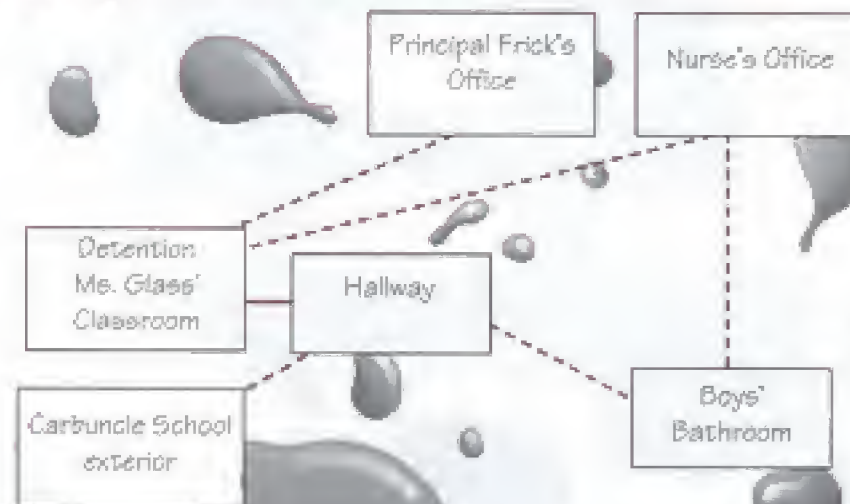 Principal Frick's
Office
Nurse's Office
Detention
Ms. Glass'
Classroom
Hallway
Boys'
Bathroom
Carbuncle School
exterior